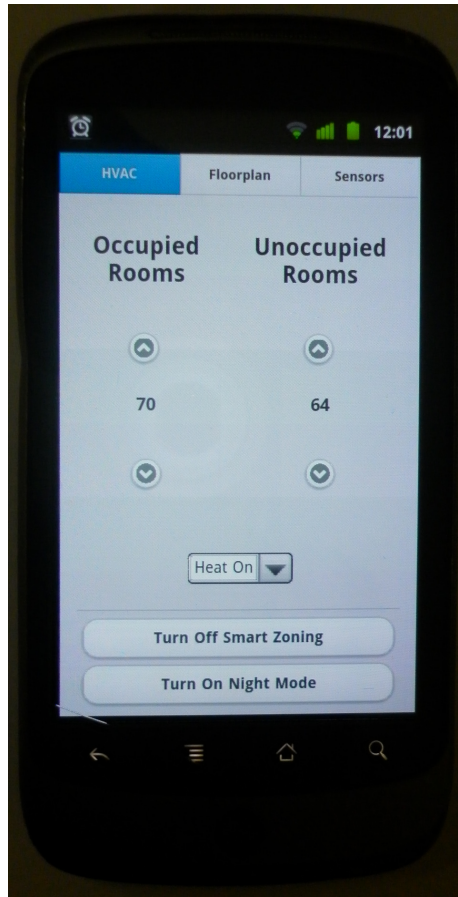 12:01
HVAC Floorplan Sensors
Occupied Unoccupied
Rooms Rooms
70 64
Heat On
Turn Off Smart Zoning
Turn On Night Mode